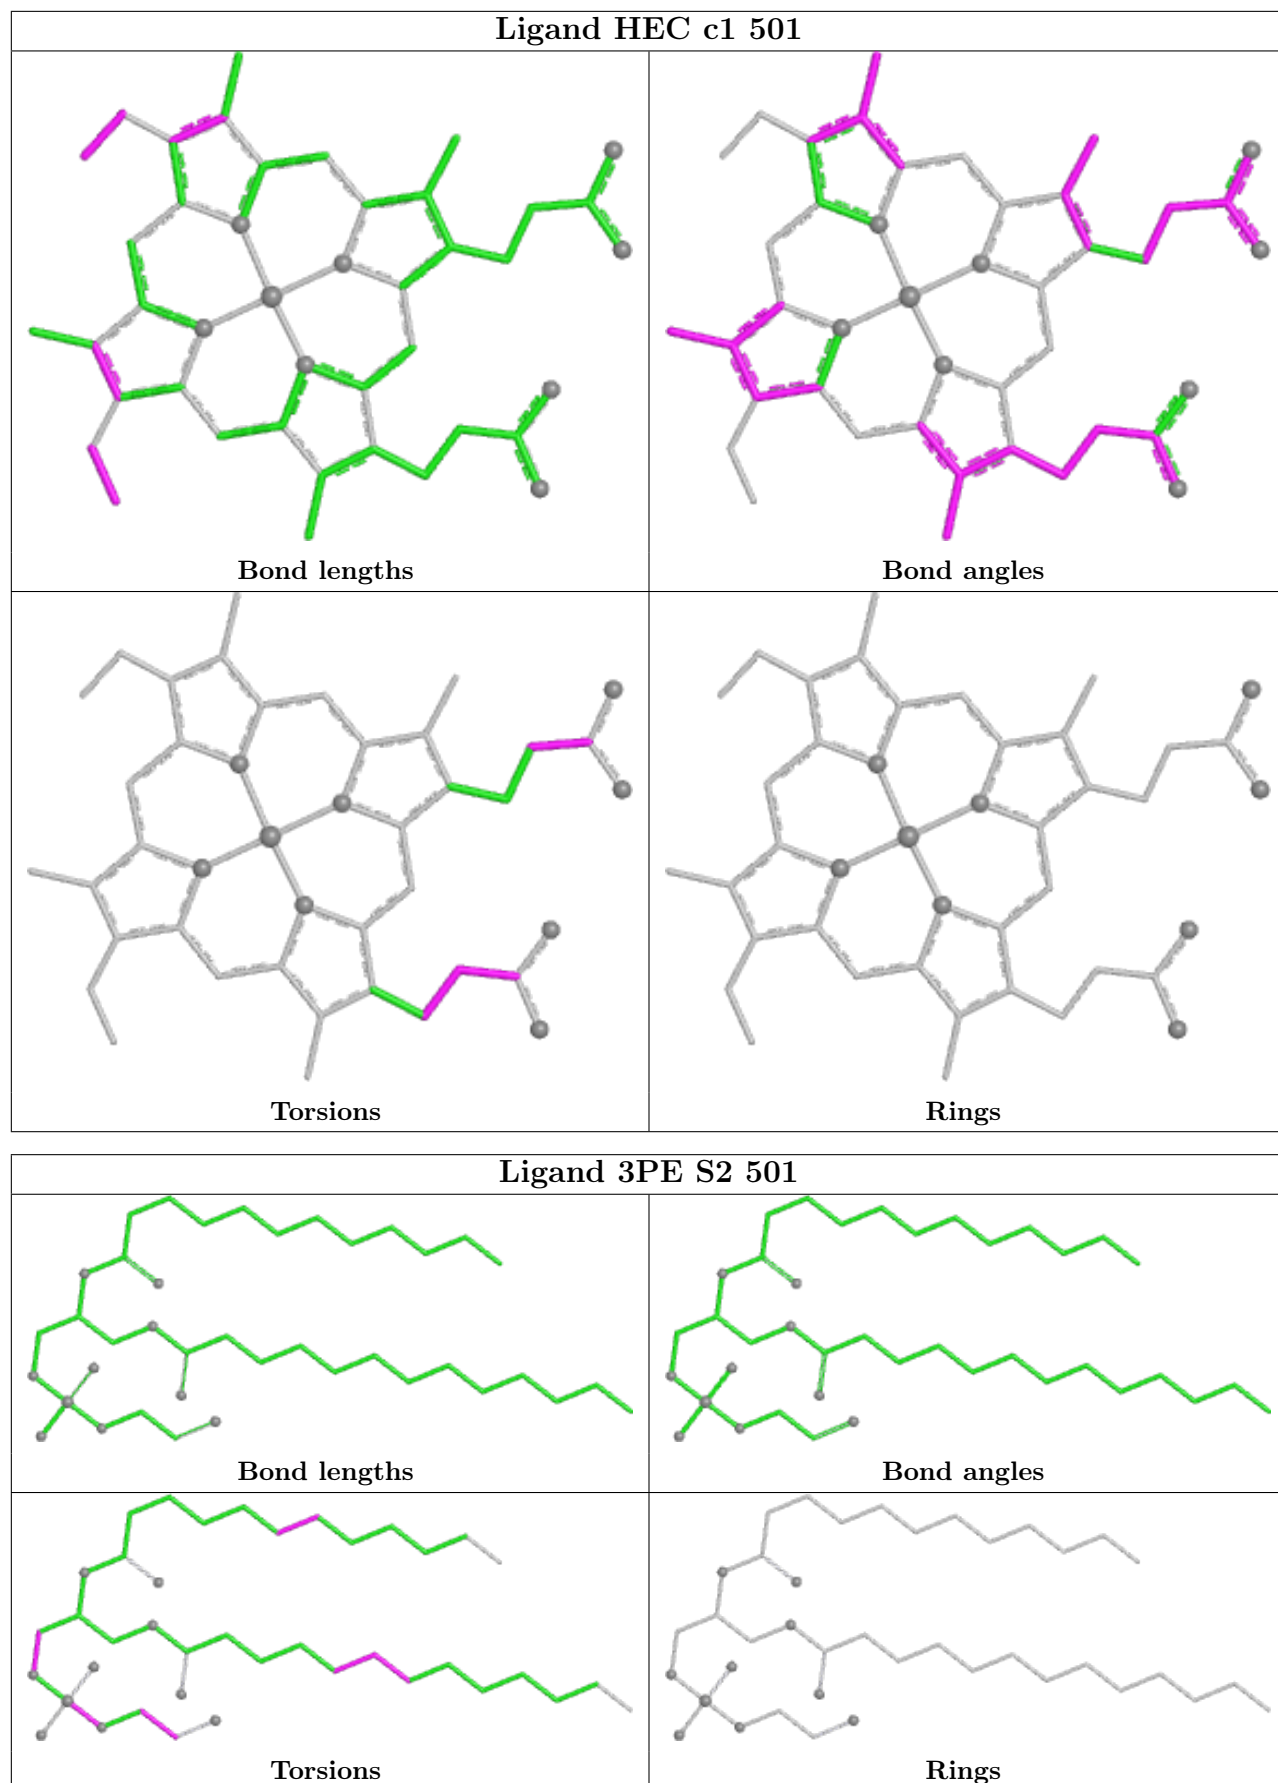 Ligand HEC c1 501
Bond lengths
Bond angles
Torsions
Rings
Ligand 3PE S2 501
Bond lengths
Bond angles
Torsions
Rings